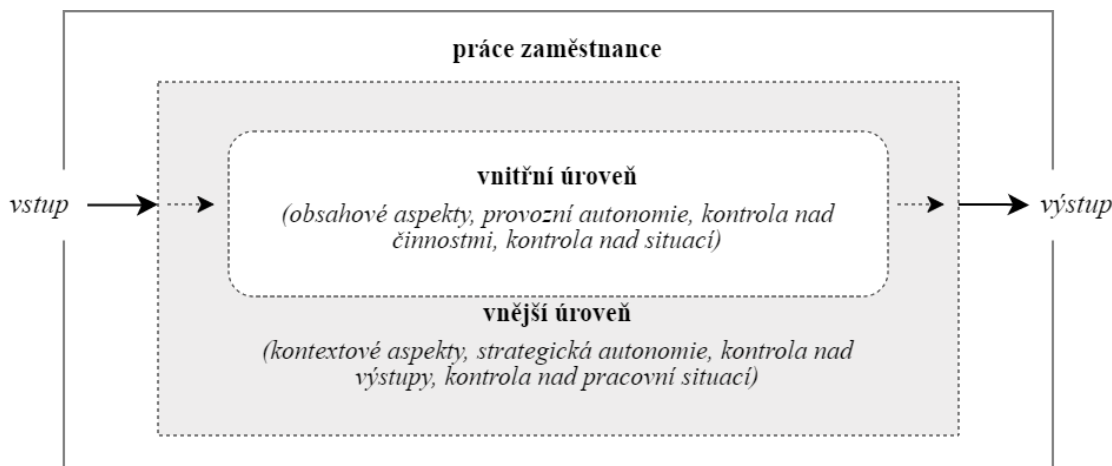 práce zaměstnance
vnitřní úroveň
vstup
výstup
(obsahové aspekty, provozní autonomie, kontrola nad
činnostmi, kontrola nad situací)
vnější úroveň
(kontextové aspekty, strategická autonomie, kontrola nad
výstupy, kontrola nad pracovní situací)